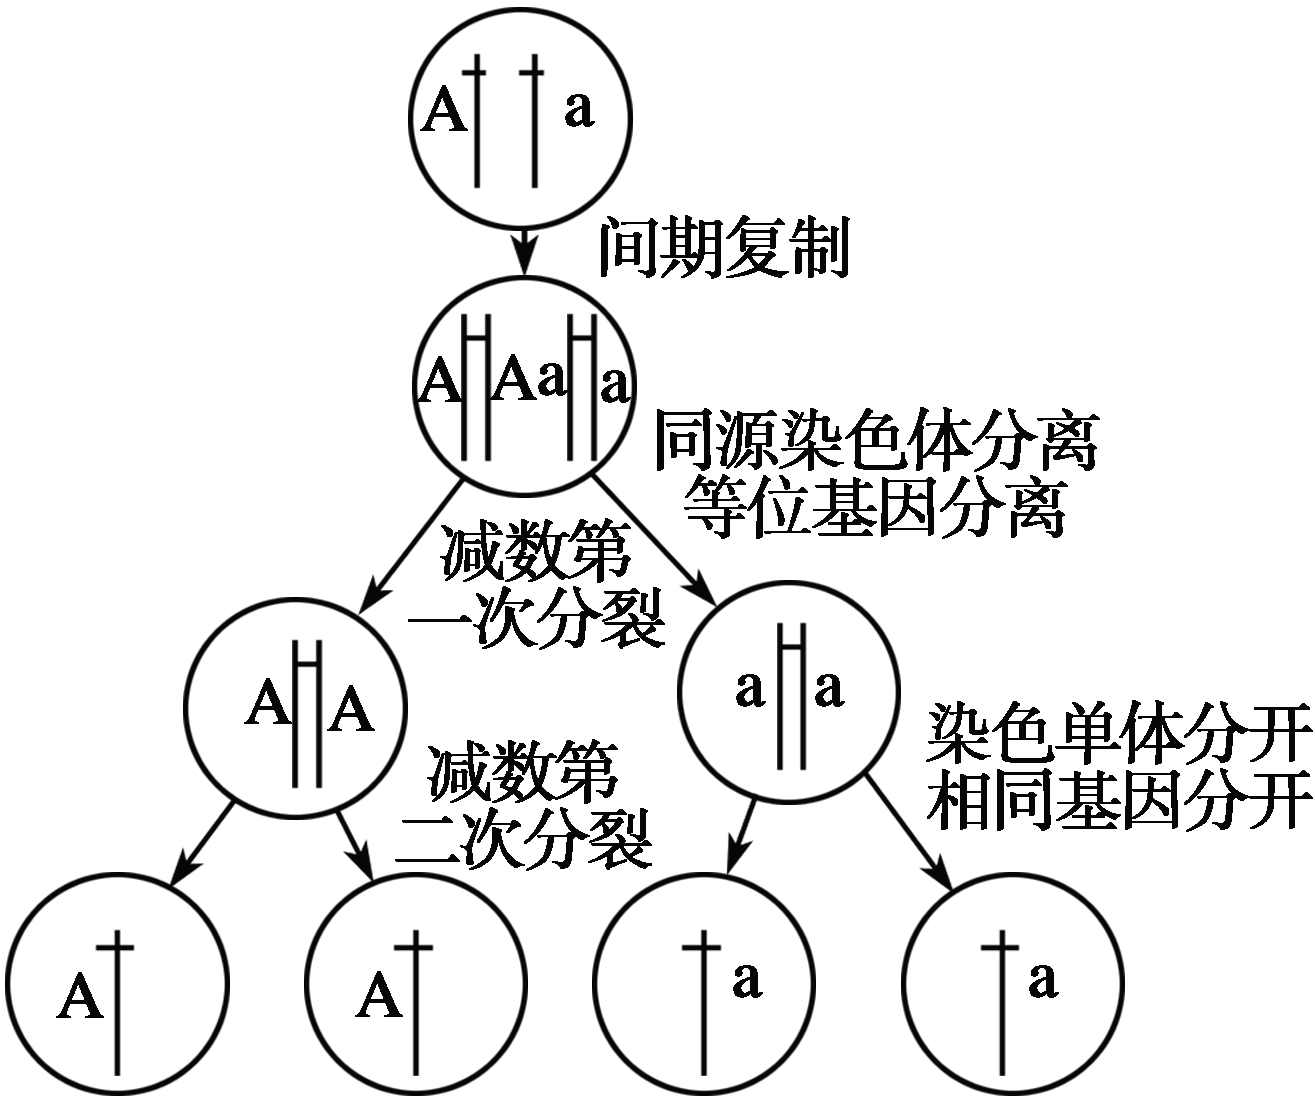 A a
间期复制
A A a a
同源染色体分离
等位基因分离
减数第
一次分裂
A A
a a
染色单体分开
相同基因分开
减数第
二次分裂
A
A
a
a